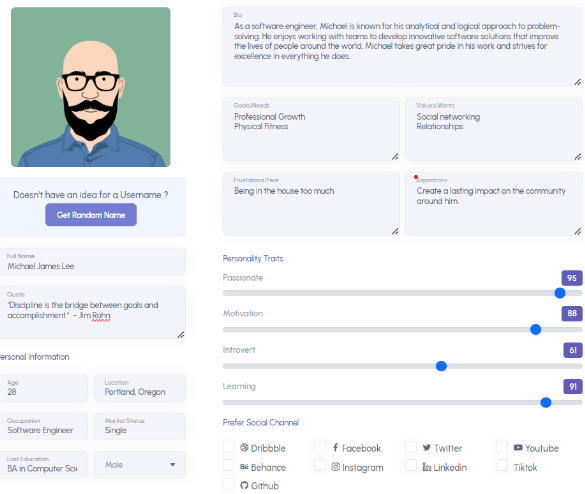 Doesn't have an idea for a Username ?
Get Random Name
Full Name
Michael James Lee
Quote
"Discipline is the bridge between goals and
accomplishment." - Jim Rohn
ersonal Information
Age
28
Location
Portland, Oregon
Occupation
Software Engineer
Marital Status
Single
Last Education
BA in Computer Scie
Male
Bio
As a software engineer, Michael is known for his analytical and logical approach to problem-
solving. He enjoys working with teams to develop innovative software solutions that improve
the lives of people around the world. Michael takes great pride in his work and strives for
excellence in everything he does.
Goals/Needs
Professional Growth
Physical Fitness
Values/Wants
Social networking
Relationships
Frustations/Fear
Being in the house too much
Aspirations
Create a lasting impact on the community
around him.
Personality Traits
Passionate 95
Motivation 88
Introvert 61
Learning 91
Prefer Social Channel
Dribbble Facebook Twitter Youtube
Bē Behance Instagram Linkedin Tiktok
Github